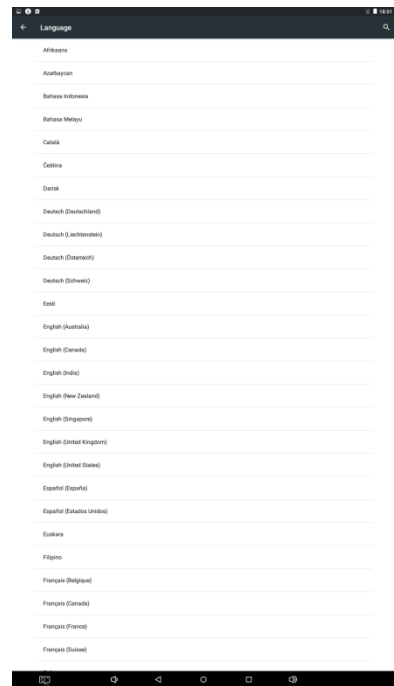 18:51
Language
Afrikaans
Azərbaycan
Bahasa Indonesia
Bahasa Melayu
Català
Čeština
Dansk
Deutsch (Deutschland)
Deutsch (Liechtenstein)
Deutsch (Österreich)
Deutsch (Schweiz)
Eesti
English (Australia)
English (Canada)
English (India)
English (New Zealand)
English (Singapore)
English (United Kingdom)
English (United States)
Español (España)
Español (Estados Unidos)
Euskara
Filipino
Français (Belgique)
Français (Canada)
Français (France)
Français (Suisse)